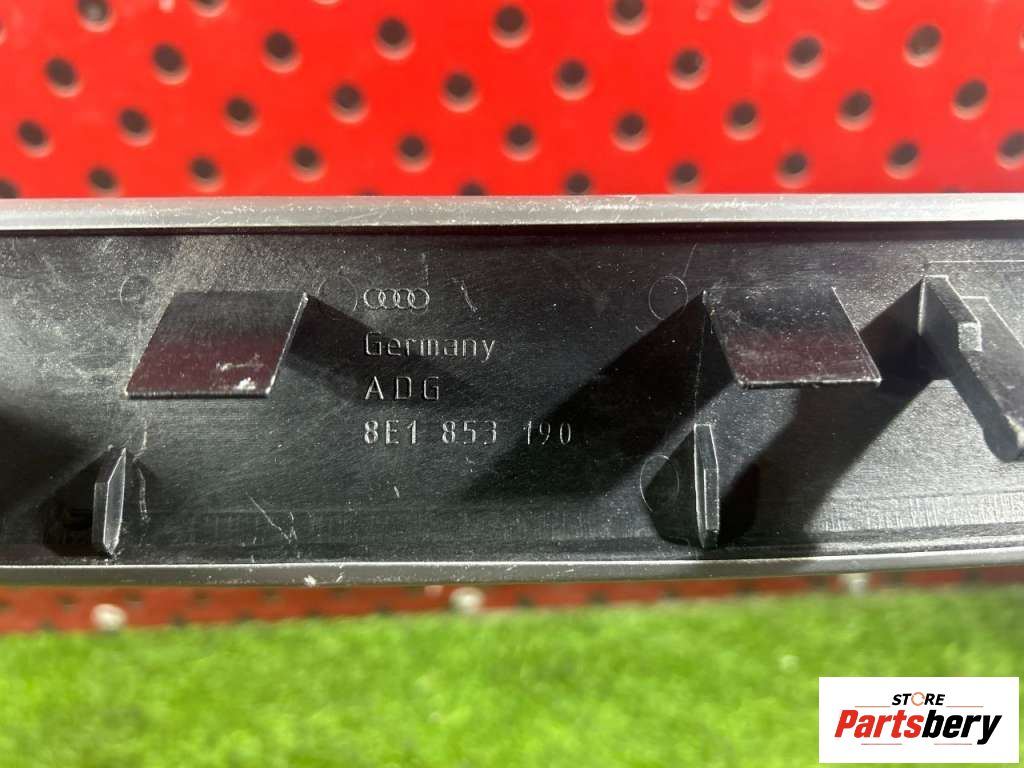 Germany
ADG
8E1 853 190
STORE
Partsbery